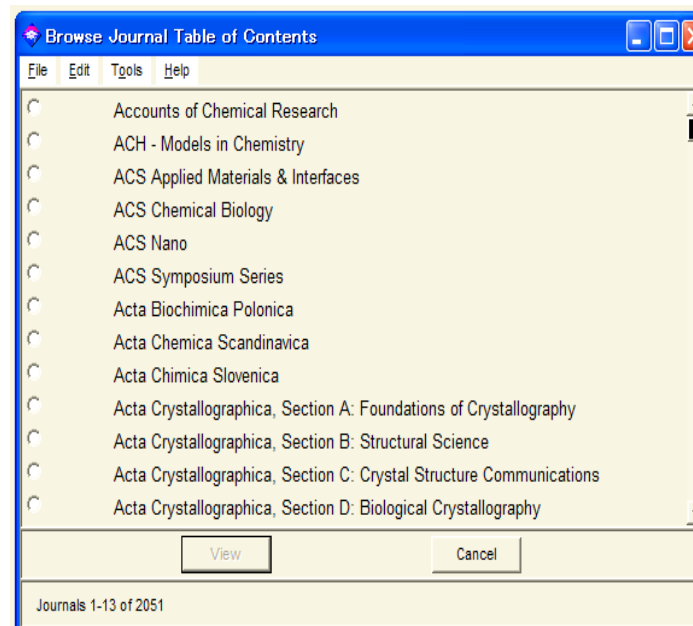 Browse Journal Table of Contents
File Edit Tools Help
Accounts of Chemical Research
ACH - Models in Chemistry
ACS Applied Materials & Interfaces
ACS Chemical Biology
ACS Nano
ACS Symposium Series
Acta Biochimica Polonica
Acta Chemica Scandinavica
Acta Chimica Slovenica
Acta Crystallographica, Section A: Foundations of Crystallography
Acta Crystallographica, Section B: Structural Science
Acta Crystallographica, Section C: Crystal Structure Communications
Acta Crystallographica, Section D: Biological Crystallography
View Cancel
Journals 1-13 of 2051